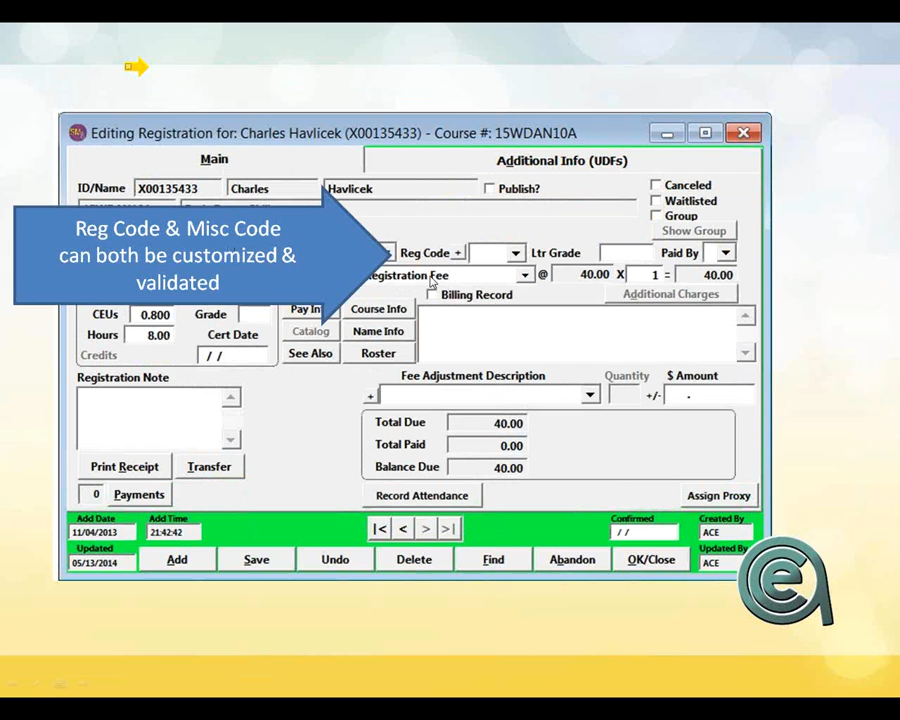 Editing Registration for: Charles Havlicek (X00135433) - Course #: 15WDAN10A
Main
Additional Info (UDFs)
ID/Name X00135433 Charles Havlicek Publish?
Canceled
Waitlisted
Group
Show Group
Reg Code & Misc Code
can both be customized &
validated
Reg Code + Ltr Grade Paid By
Registration Fee @ 40.00 X 1 = 40.00
Billing Record Additional Charges
CEUs 0.800 Grade
Hours 8.00 Cert Date
Credits / /
Course Info
Catalog Name Info
See Also Roster
Registration Note
Fee Adjustment Description Quantity $ Amount
+ +/- .
Total Due 40.00
Total Paid 0.00
Balance Due 40.00
Print Receipt Transfer
0 Payments
Record Attendance Assign Proxy
Add Date Add Time Confirmed Created By
11/04/2013 21:42:42 |< < > >| / / ACE
Updated Updated By
05/13/2014 Add Save Undo Delete Find Abandon OK/Close ACE